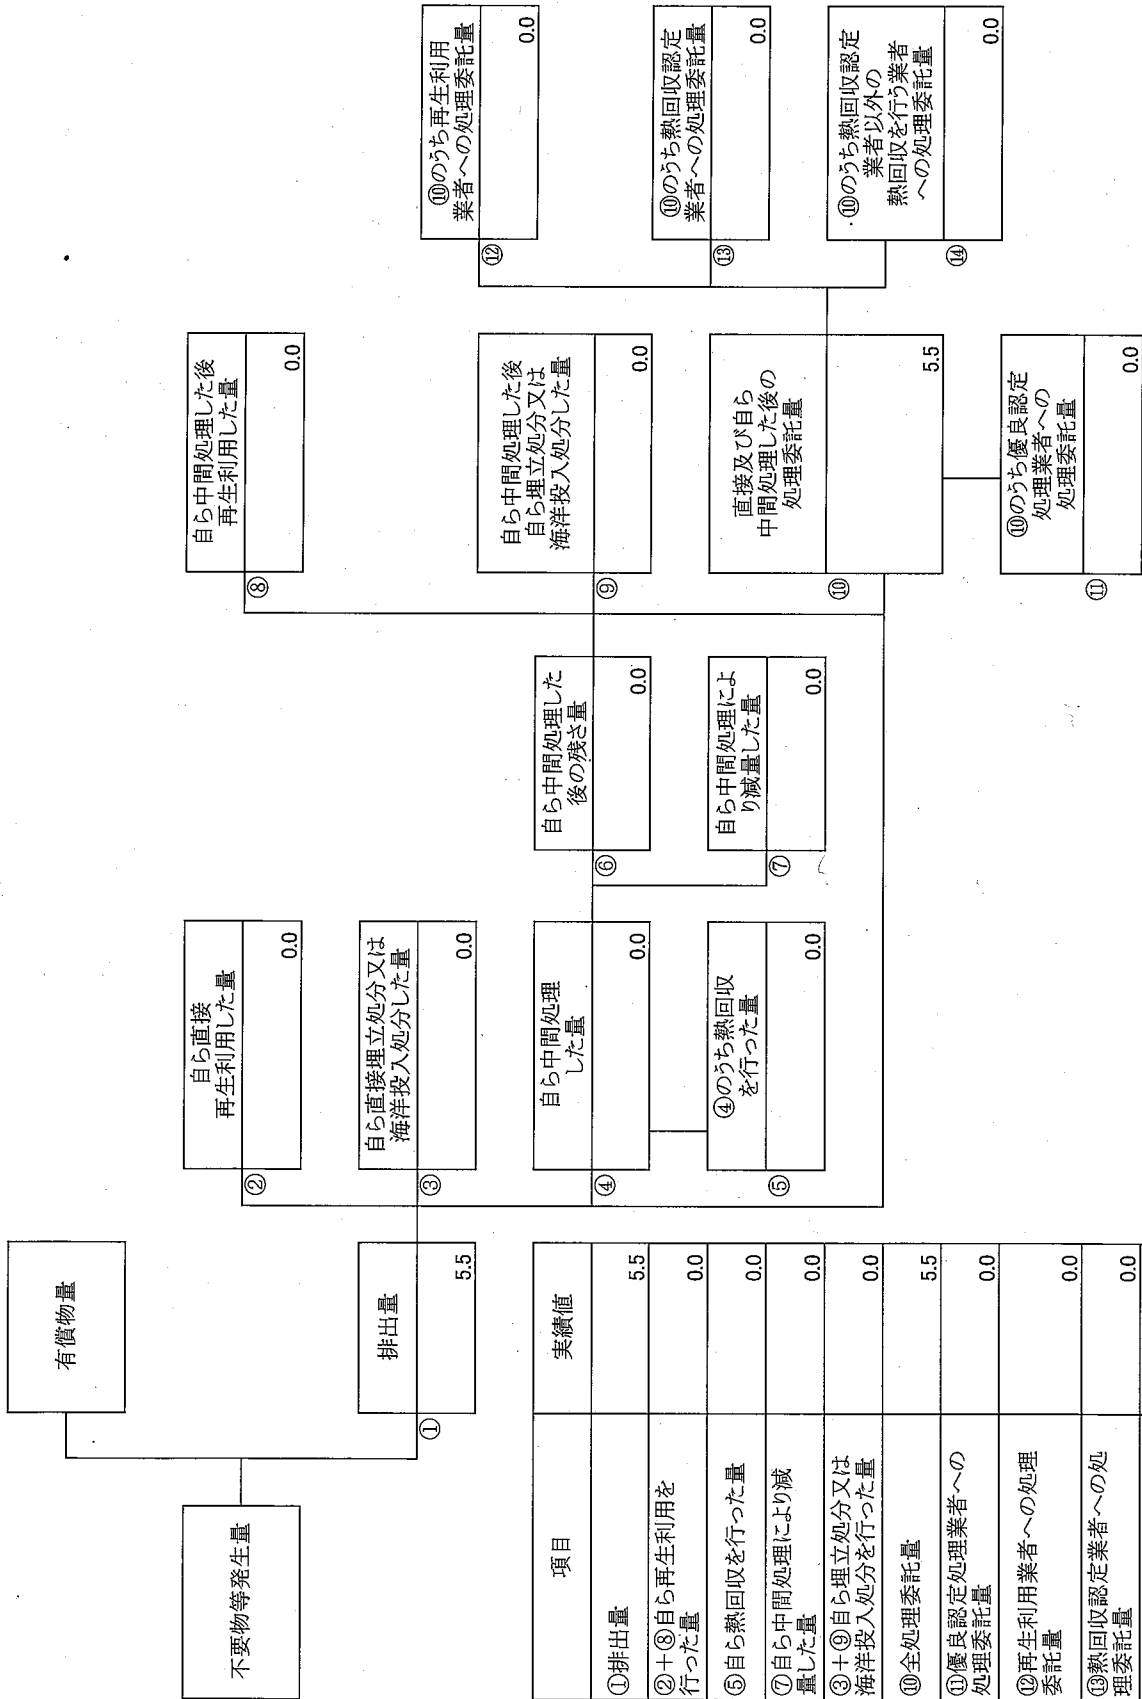 不要物等発生量
有償物量
①
排出量
5.5
②
自ら直接
再生利用した量
0.0
③
自ら直接埋立処分又は
海洋投入処分した量
0.0
④
自ら中間処理
した量
0.0
⑤
④のうち熱回収
を行った量
0.0
⑥
自ら中間処理した
後の残さ量
0.0
⑦
自ら中間処理によ
り減量した量
0.0
⑧
自ら中間処理した後
再生利用した量
0.0
⑨
自ら中間処理した後
自ら埋立処分又は
海洋投入処分した量
0.0
⑩
直接及び自ら
中間処理した後の
処理委託量
5.5
⑪
⑩のうち優良認定
処理業者への
処理委託量
0.0
⑫
⑩のうち再生利用
業者への処理委託量
0.0
⑬
⑩のうち熱回収認定
業者への処理委託量
0.0
⑭
⑩のうち熱回収認定
業者以外の
熱回収を行う業者
への処理委託量
0.0
項目
実績値
①排出量
5.5
②+⑧自ら再生利用を
行った量
0.0
⑤自ら熱回収を行った量
0.0
⑦自ら中間処理により減
量した量
0.0
③+⑨自ら埋立処分又は
海洋投入処分を行った量
0.0
⑩全処理委託量
5.5
⑪優良認定処理業者への
処理委託量
0.0
⑫再生利用業者への処理
委託量
0.0
⑬熱回収認定業者への処
理委託量
0.0